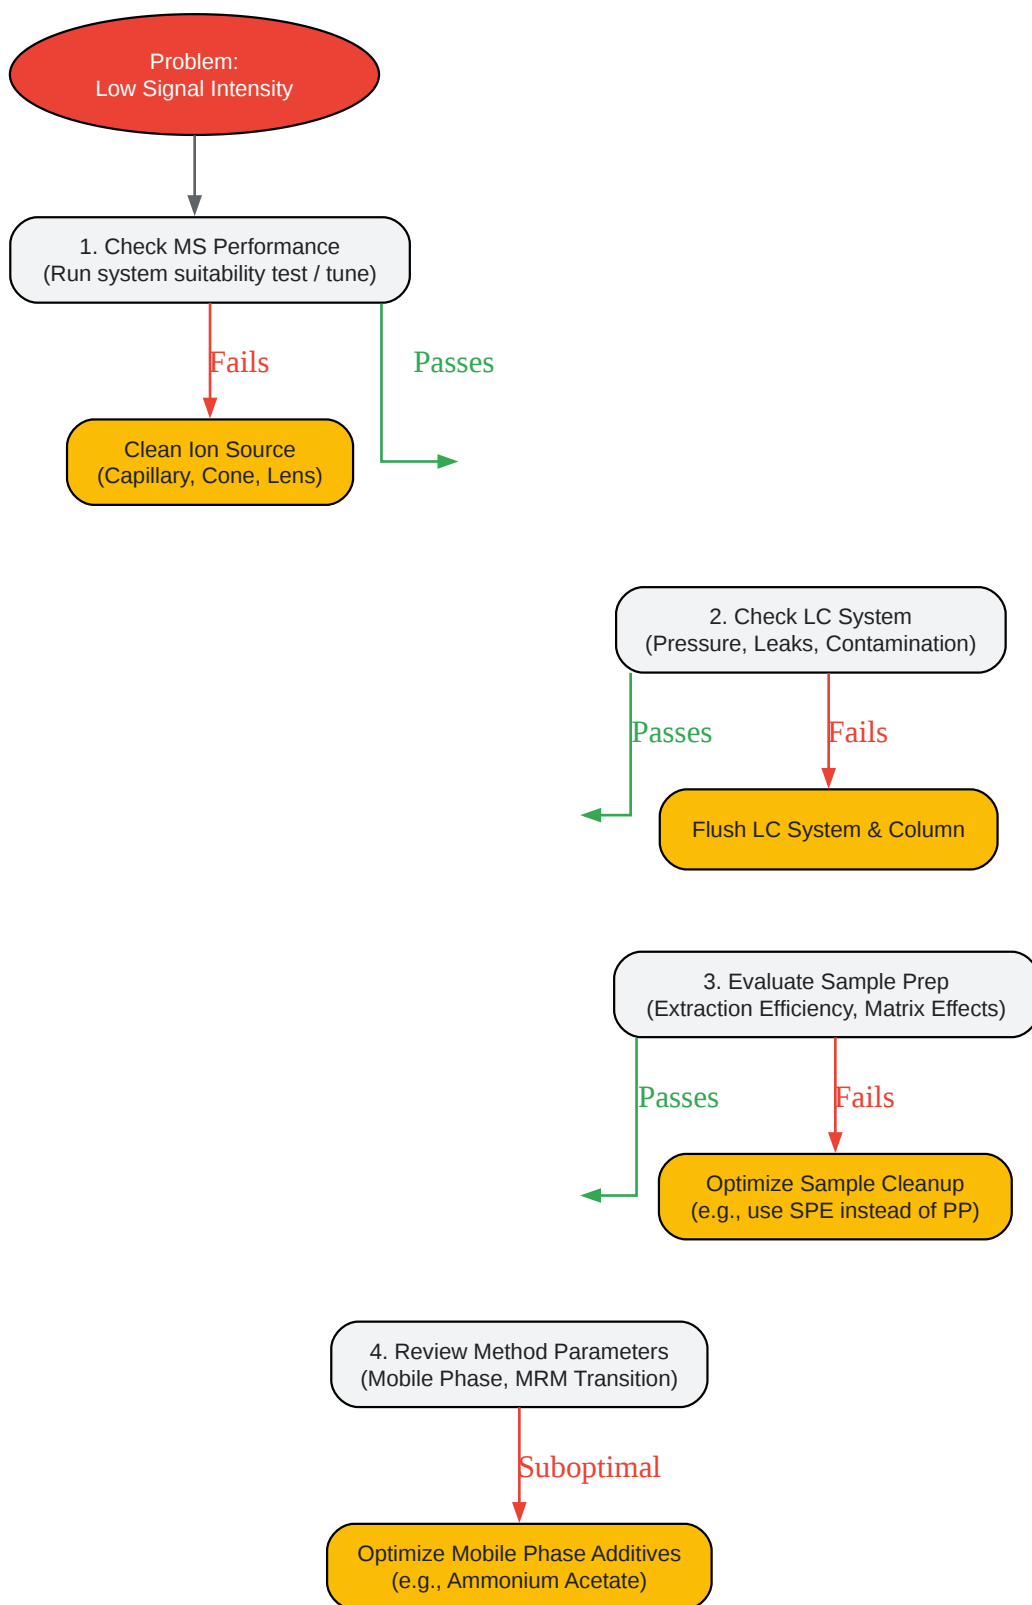 Problem:
Low Signal Intensity
1. Check MS Performance
(Run system suitability test / tune)
Fails
Passes
Clean Ion Source
(Capillary, Cone, Lens)
2. Check LC System
(Pressure, Leaks, Contamination)
Passes
Fails
Flush LC System & Column
3. Evaluate Sample Prep
(Extraction Efficiency, Matrix Effects)
Passes
Fails
Optimize Sample Cleanup
(e.g., use SPE instead of PP)
4. Review Method Parameters
(Mobile Phase, MRM Transition)
Suboptimal
Optimize Mobile Phase Additives
(e.g., Ammonium Acetate)